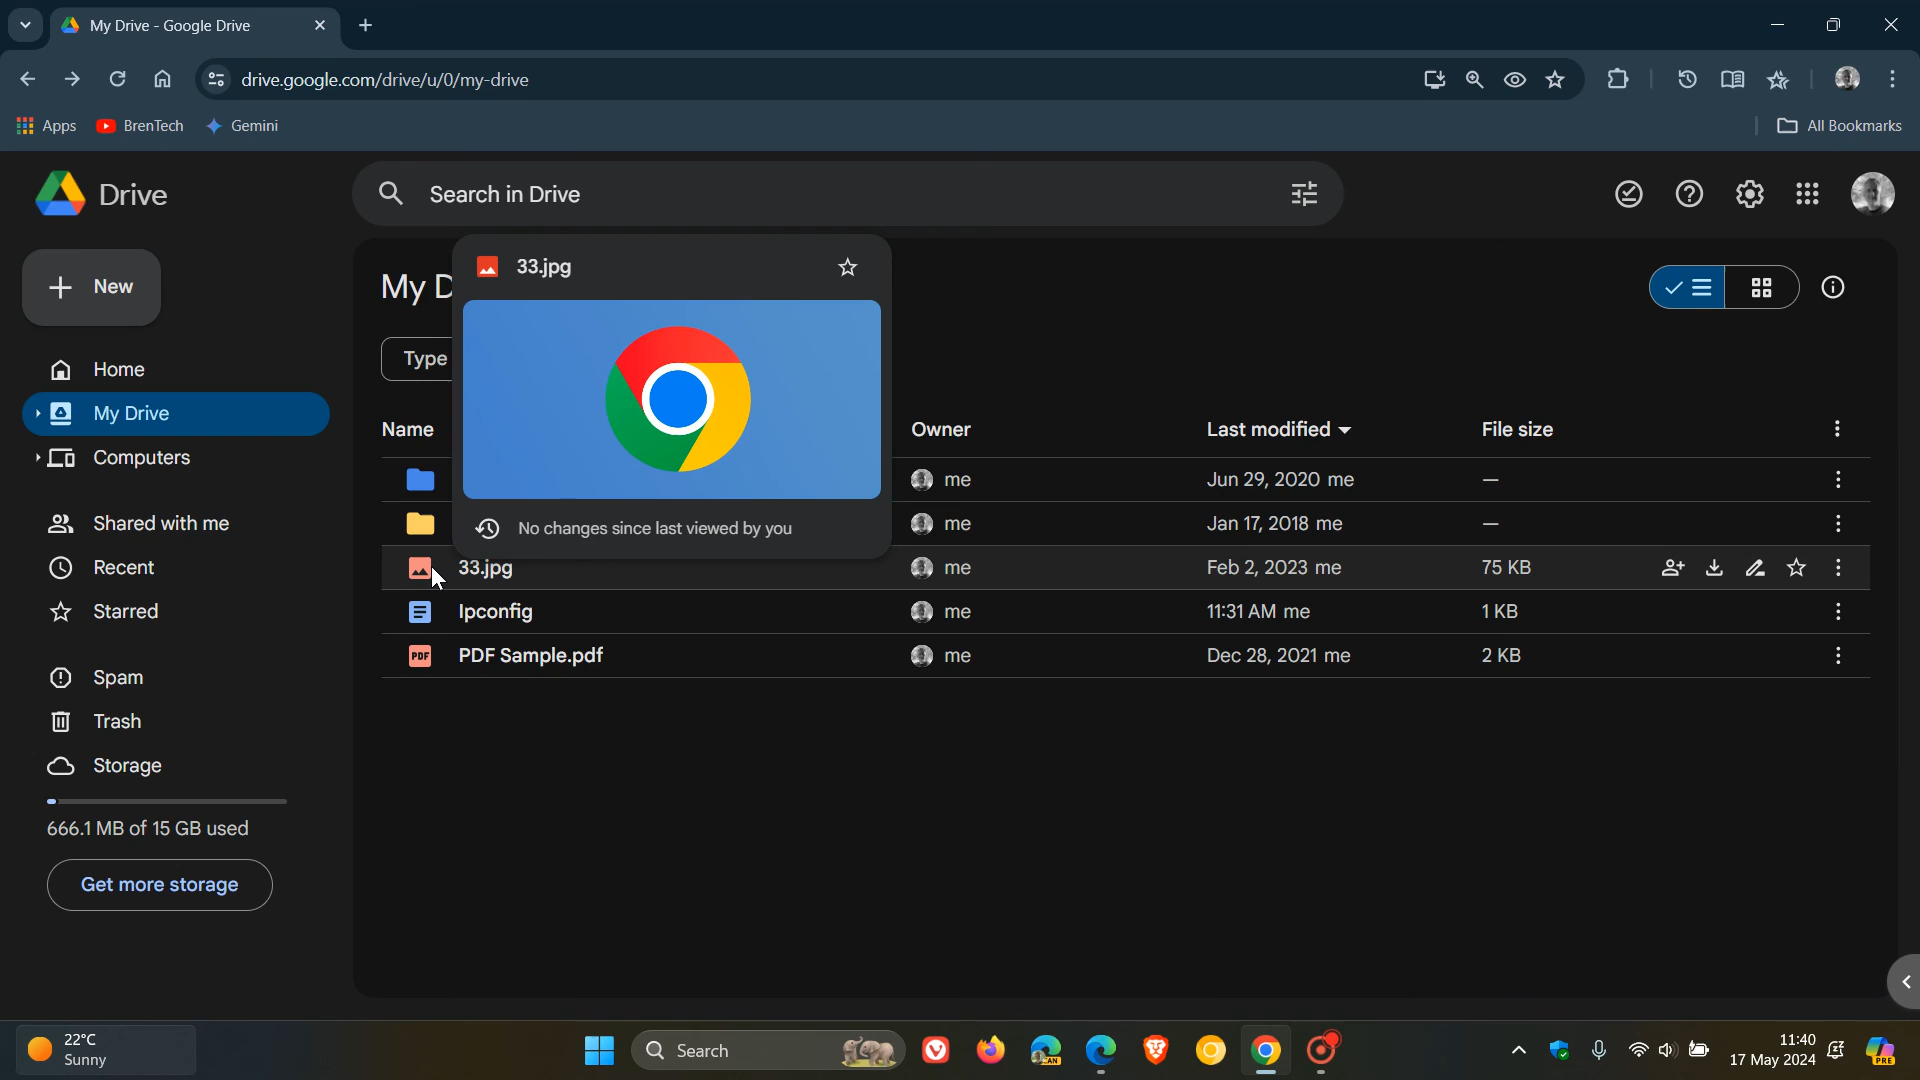 My Drive - Google Drive
drive.google.com/drive/u/0/my-drive
Apps BrenTech Gemini All Bookmarks
Drive
Search in Drive
New
Home
My Drive
Computers
Shared with me
Recent
Starred
Spam
Trash
Storage
666.1 MB of 15 GB used
Get more storage
My D
33.jpg
Type
No changes since last viewed by you
Name Owner Last modified File size
me Jun 29, 2020 me —
me Jan 17, 2018 me —
33.jpg me Feb 2, 2023 me 75 KB
Ipconfig me 11:31 AM me 1 KB
PDF PDF Sample.pdf me Dec 28, 2021 me 2 KB
22°C
Sunny
Search
CAN
11:40
17 May 2024
PRE